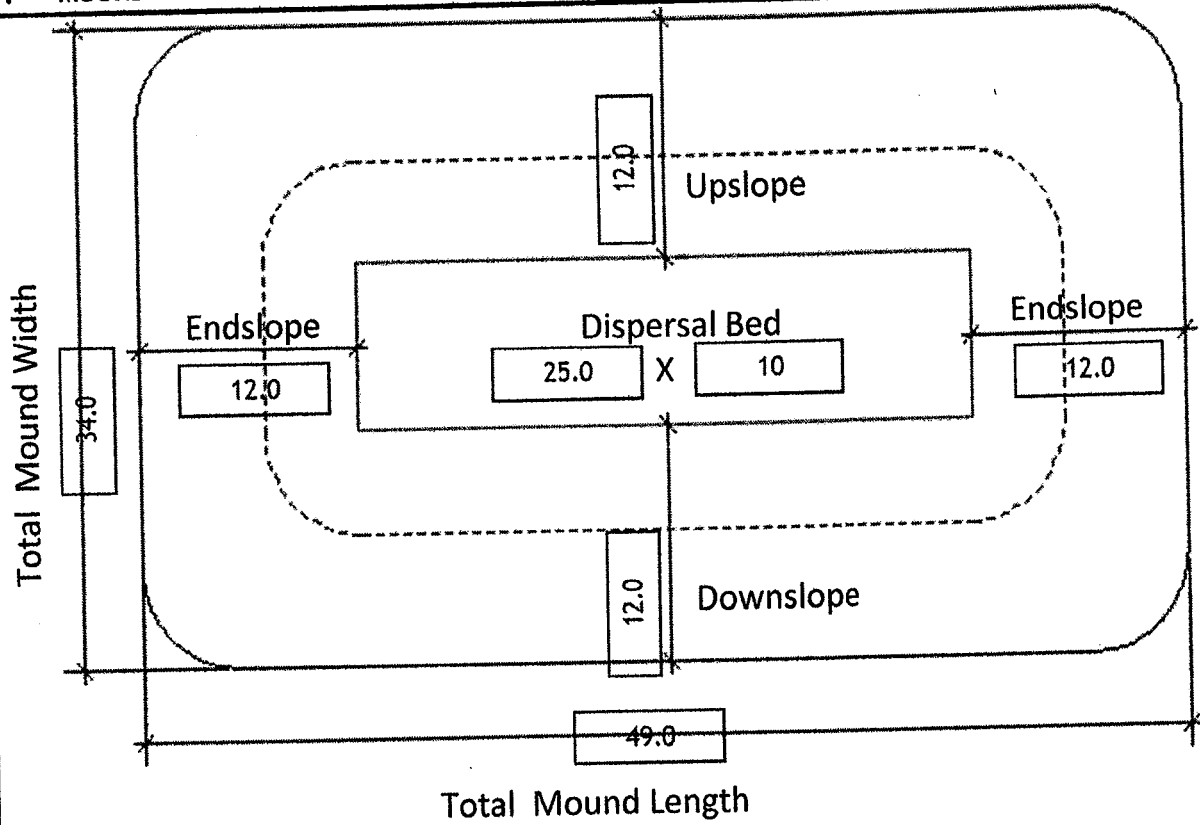 12.0
Upslope
Endslope
Dispersal Bed
Endslope
12.0
25.0 X 10
12.0
Total Mound Width
34.0
12.0
Downslope
49.0
Total Mound Length